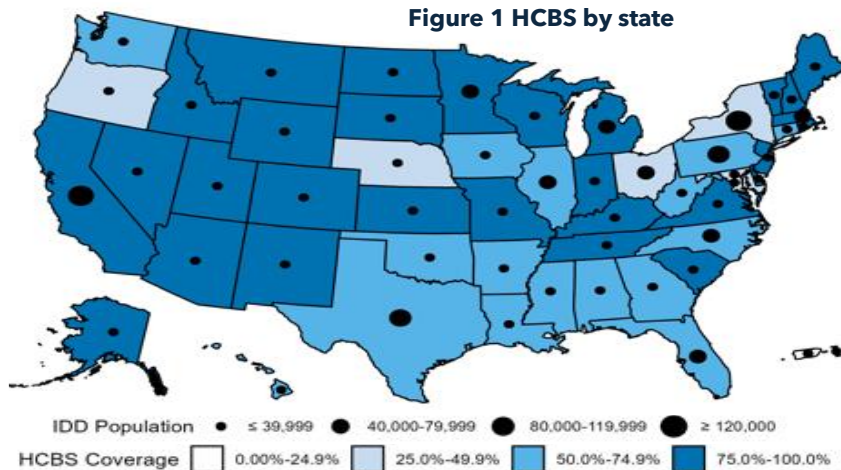 Figure 1 HCBS by state
IDD Population ≤ 39,999 40,000-79,999 80,000-119,999 ≥ 120,000
HCBS Coverage 0.00%-24.9% 25.0%-49.9% 50.0%-74.9% 75.0%-100.0%